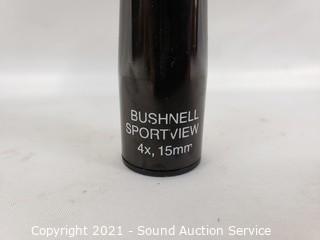 BUSHNELL
SPORTVIEW
4x, 15mm
Copyright 2021 - Sound Auction Service